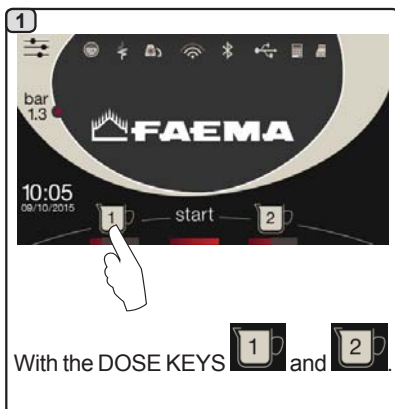 1
bar
1.3
FAEMA
10:05
09/10/2015
1 start 2
With the DOSE KEYS 1 and 2.